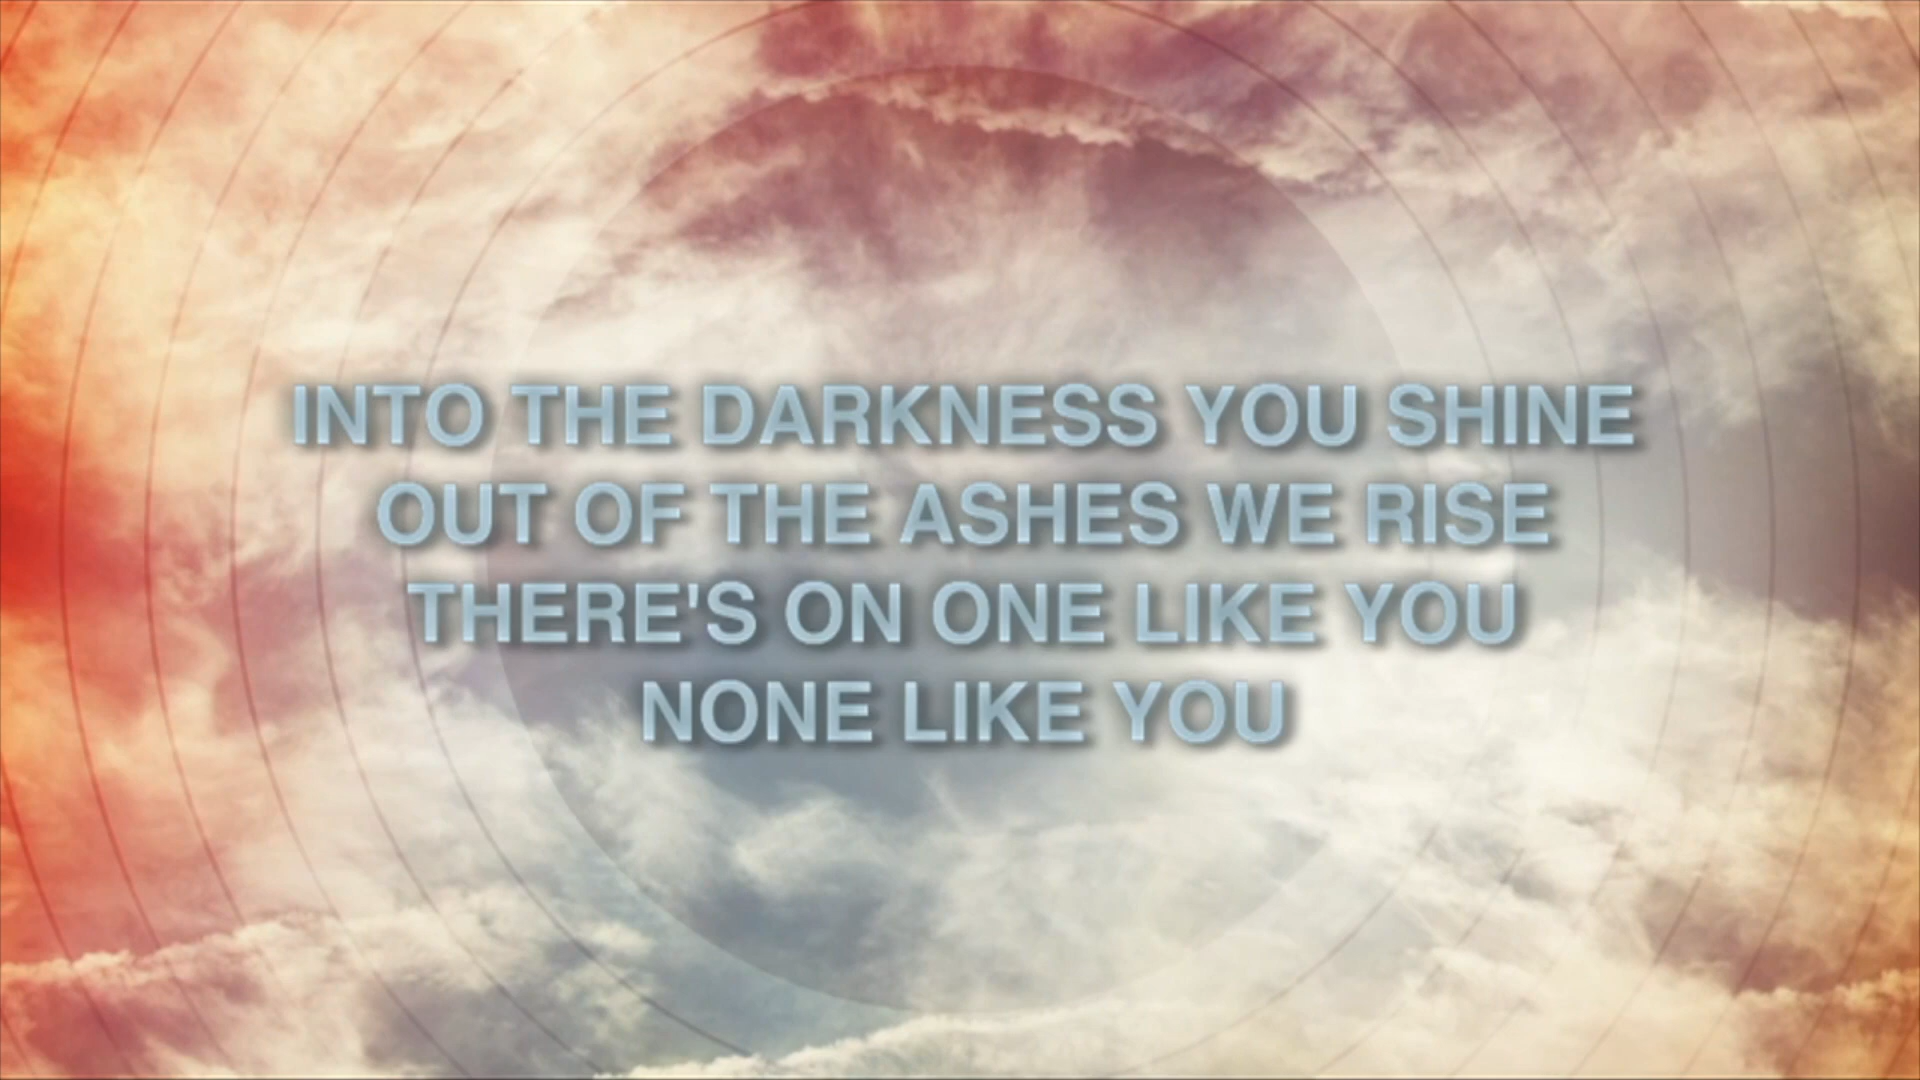 INTO THE DARKNESS YOU SHINE
OUT OF THE ASHES WE RISE
THERE'S ON ONE LIKE YOU
NONE LIKE YOU